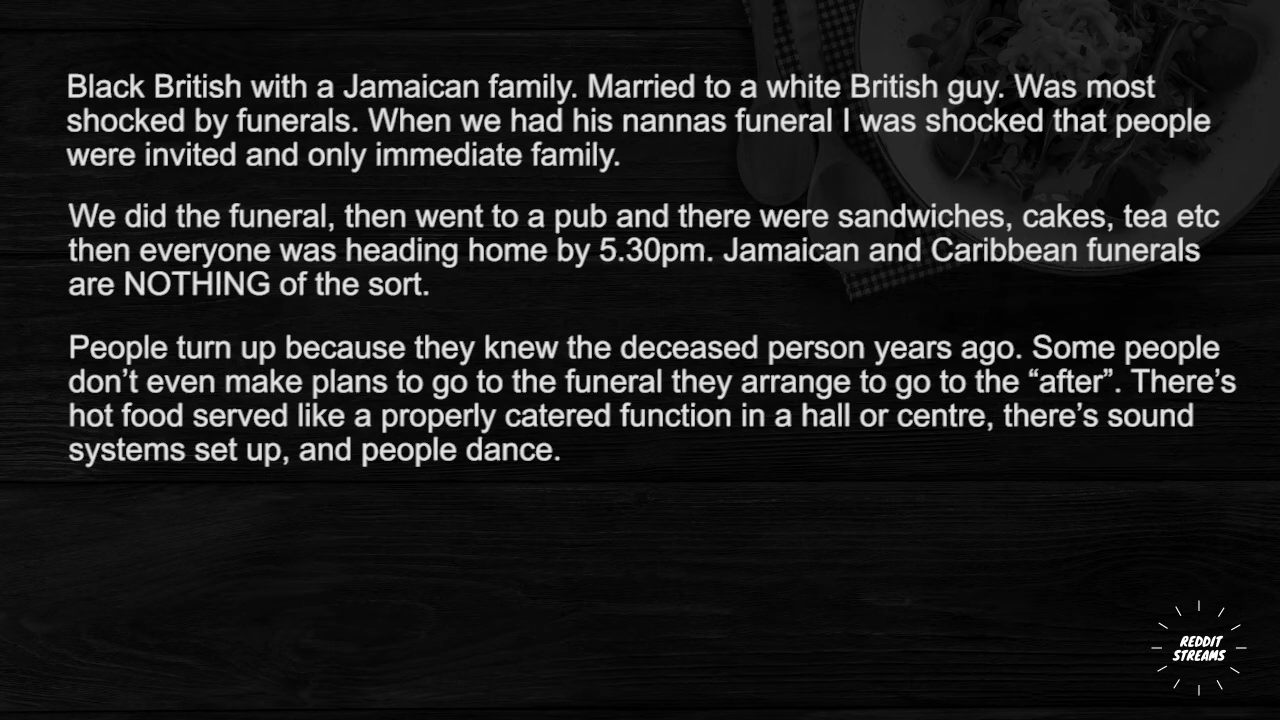 Black British with a Jamaican family. Married to a white British guy. Was most
shocked by funerals. When we had his nannas funeral I was shocked that people
were invited and only immediate family.
We did the funeral, then went to a pub and there were sandwiches, cakes, tea etc
then everyone was heading home by 5.30pm. Jamaican and Caribbean funerals
are NOTHING of the sort.
People turn up because they knew the deceased person years ago. Some people
don’t even make plans to go to the funeral they arrange to go to the “after”. There’s
hot food served like a properly catered function in a hall or centre, there’s sound
systems set up, and people dance.
REDDIT
STREAMS